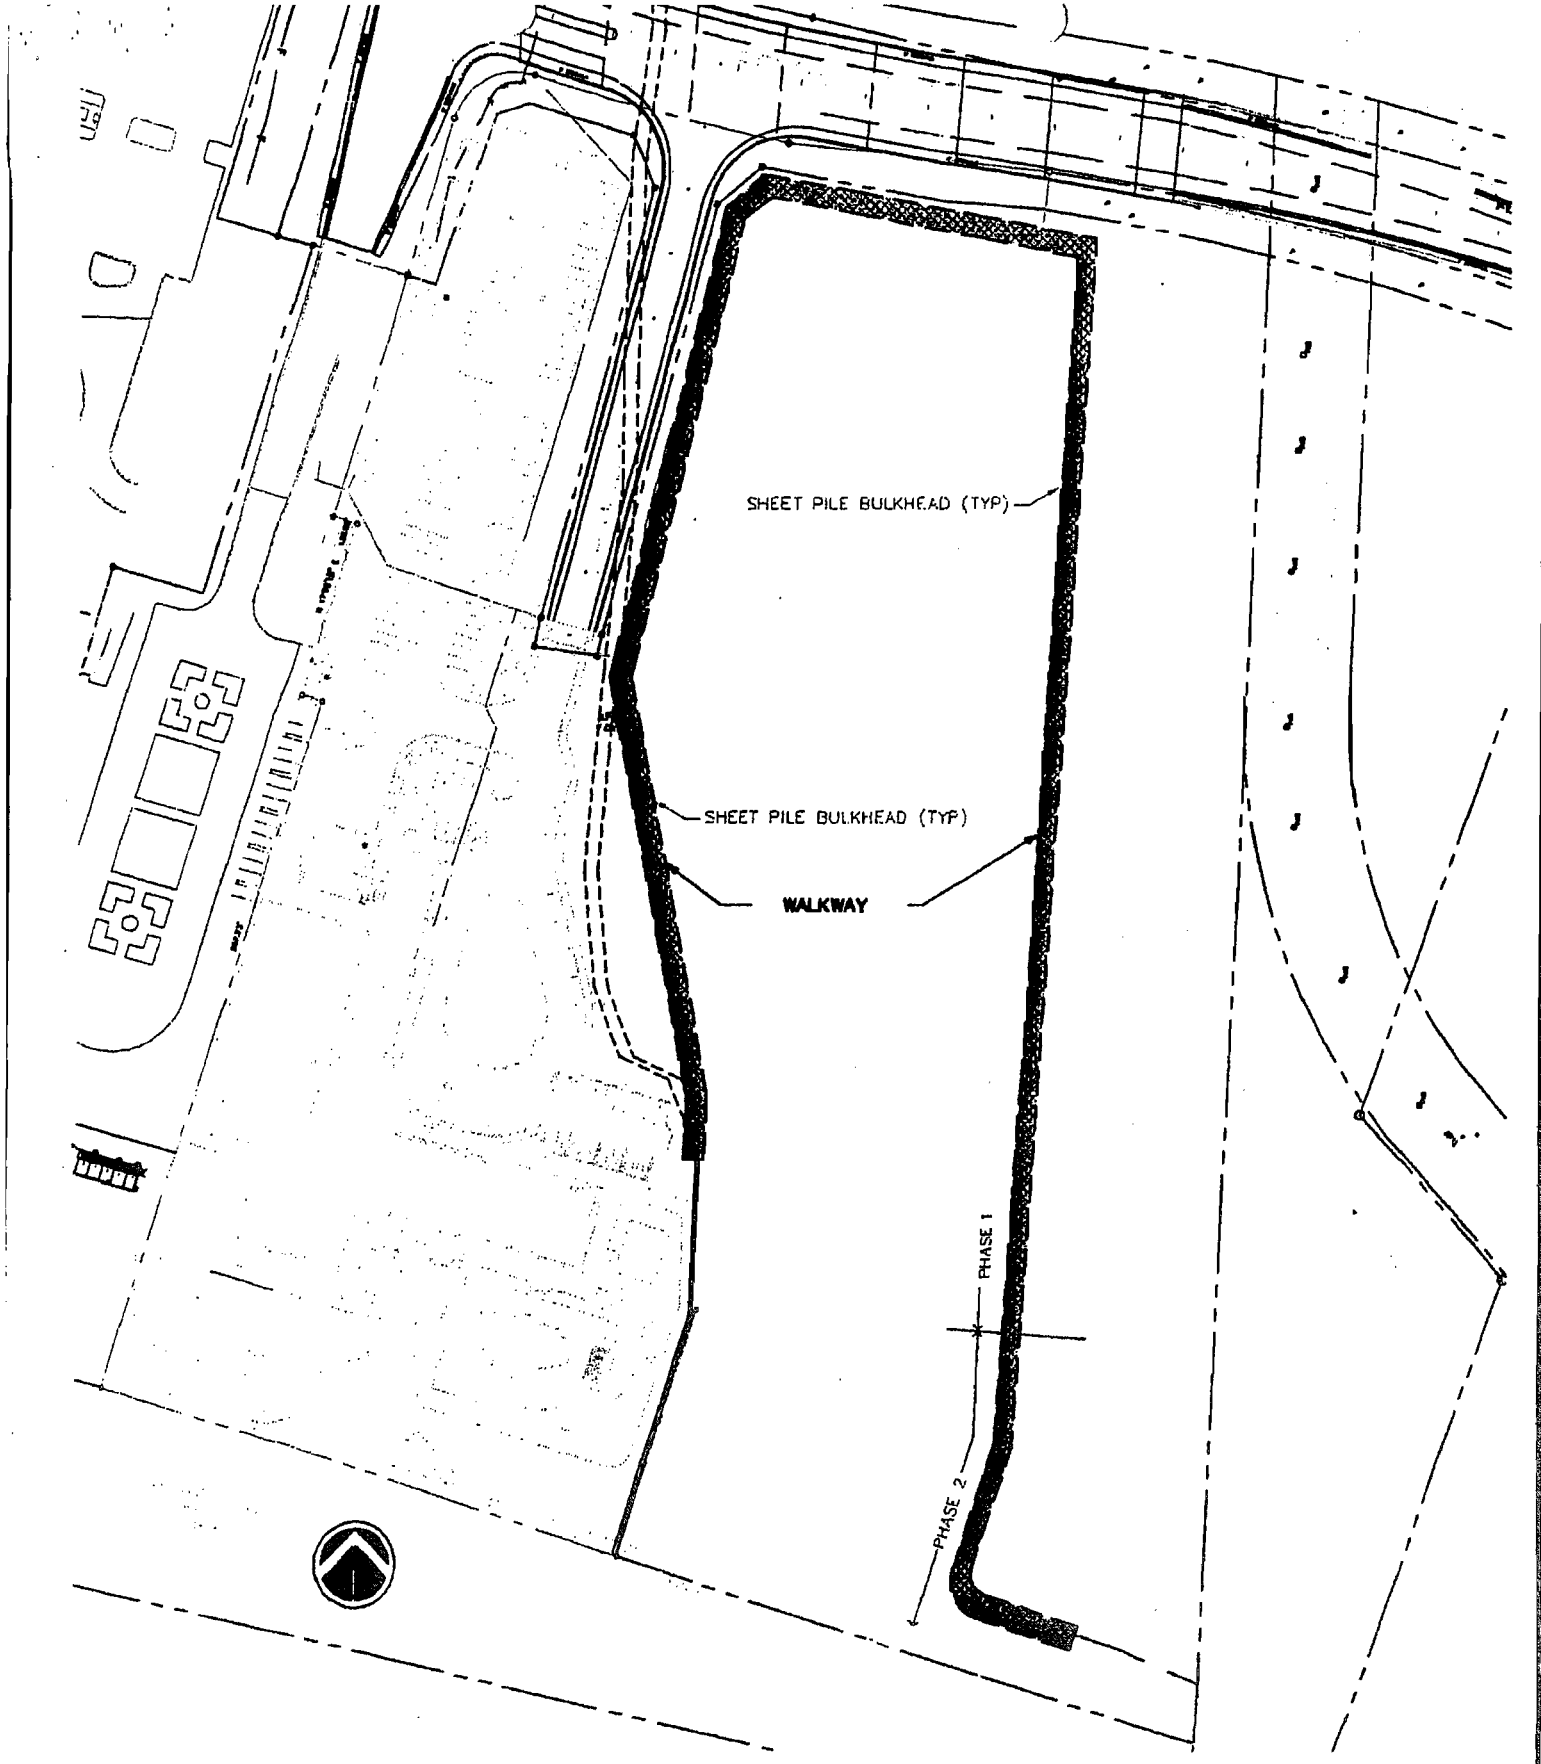 SHEET PILE BULKHEAD (TYP)
SHEET PILE BULKHEAD (TYP)
WALKWAY
PHASE 1
PHASE 2